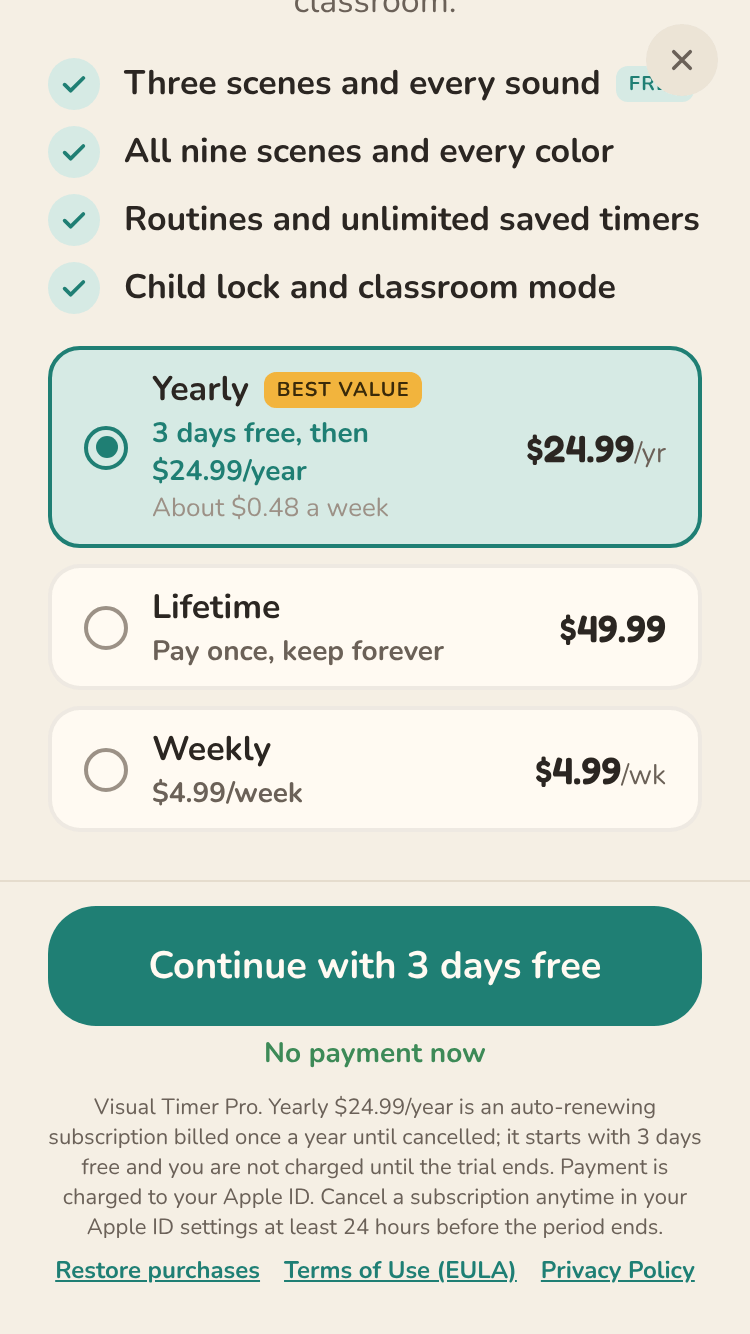 classroom.
Three scenes and every sound
All nine scenes and every color
Routines and unlimited saved timers
Child lock and classroom mode
Yearly BEST VALUE
3 days free, then
$24.99/year
About $0.48 a week
$24.99/yr
Lifetime
Pay once, keep forever
$49.99
Weekly
$4.99/week
$4.99/wk
Continue with 3 days free
No payment now
Visual Timer Pro. Yearly $24.99/year is an auto-renewing
subscription billed once a year until cancelled; it starts with 3 days
free and you are not charged until the trial ends. Payment is
charged to your Apple ID. Cancel a subscription anytime in your
Apple ID settings at least 24 hours before the period ends.
Restore purchases Terms of Use (EULA) Privacy Policy